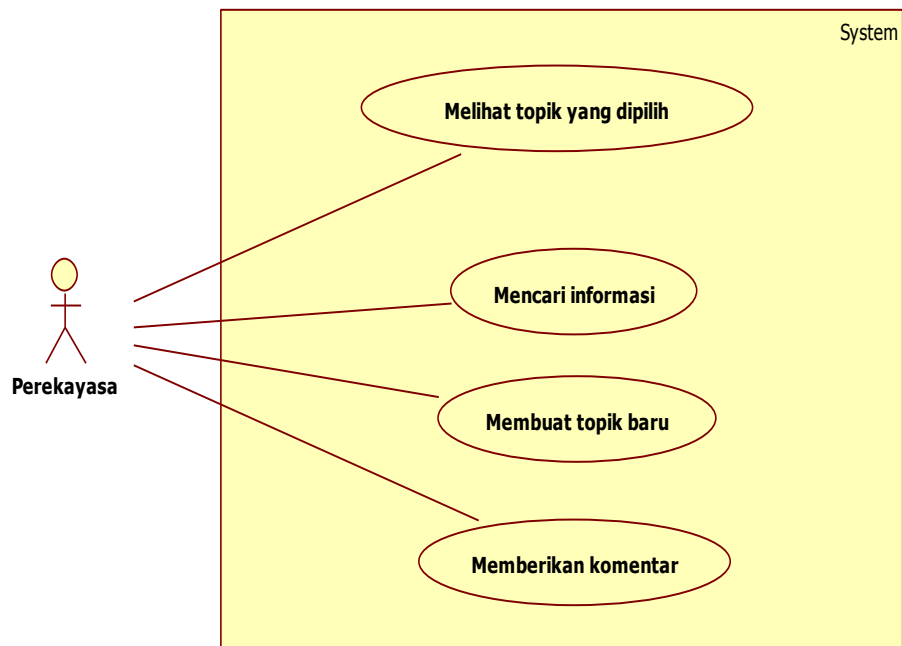 System
Melihat topik yang dipilih
Mencari informasi
Perekayasa
Membuat topik baru
Memberikan komentar